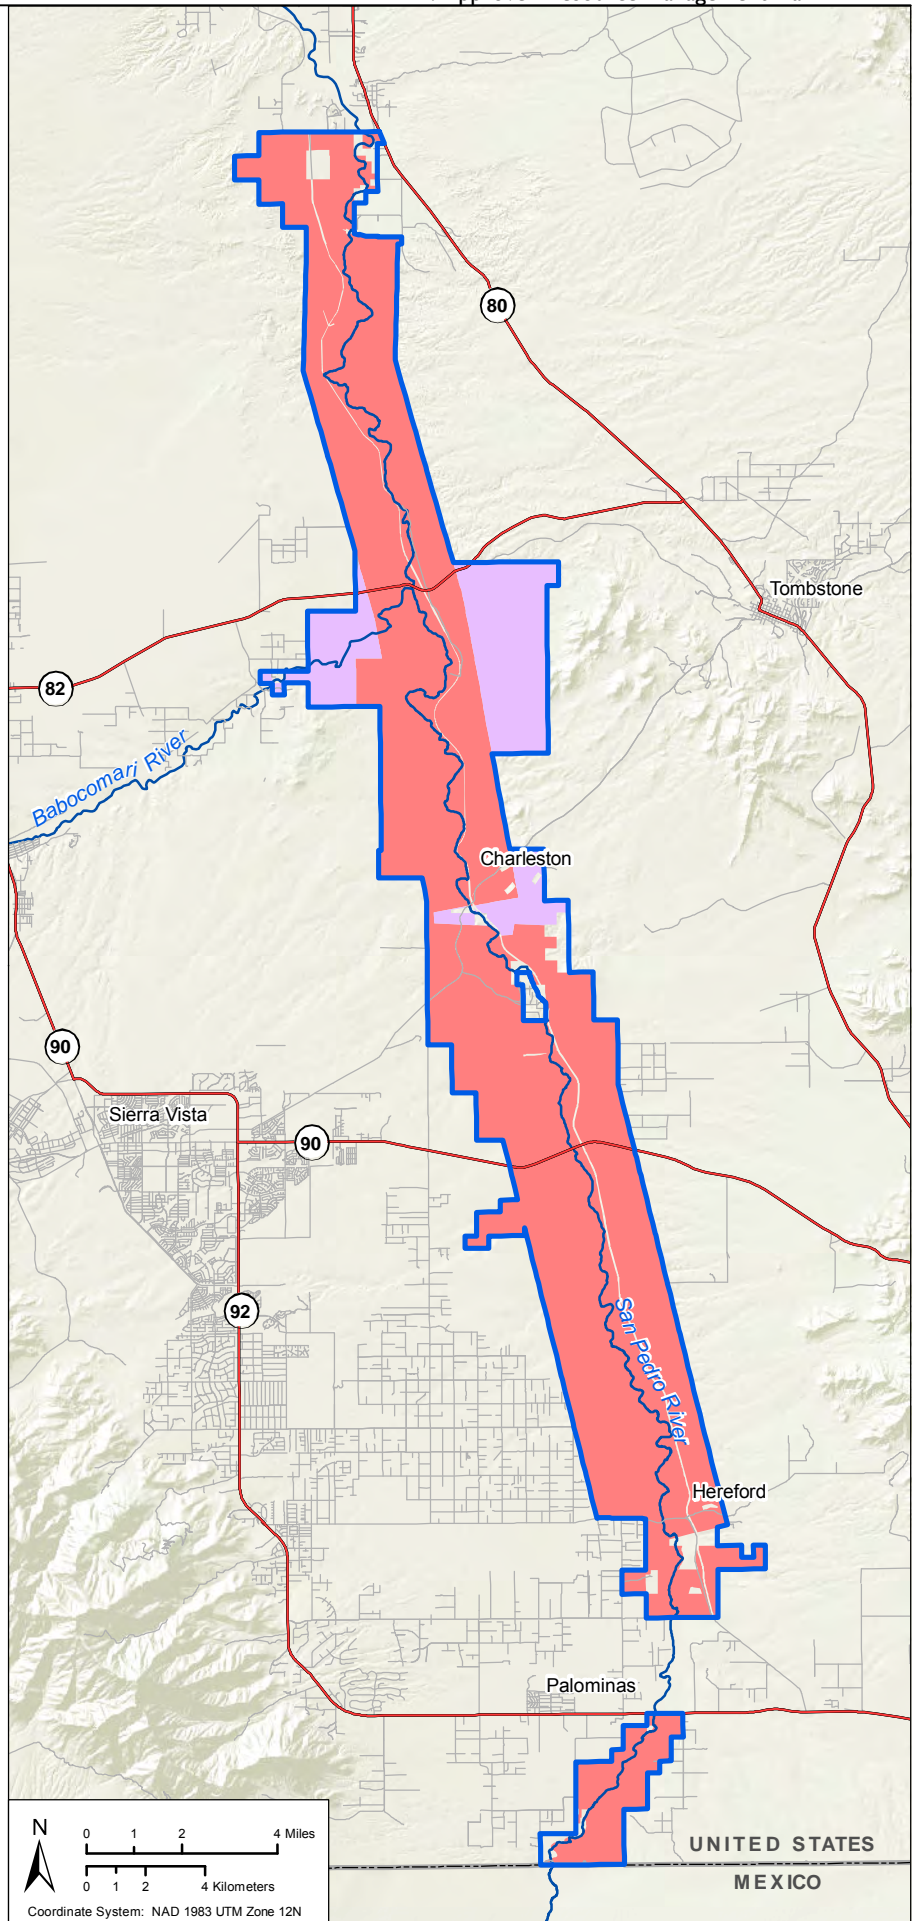 80
Tombstone
82
Babocomari River
Charleston
90
Sierra Vista
90
92
San Pedro River
Hereford
Palominas
N
0 1 2 4 Miles
0 1 2 4 Kilometers
Coordinate System: NAD 1983 UTM Zone 12N
UNITED STATES
MEXICO